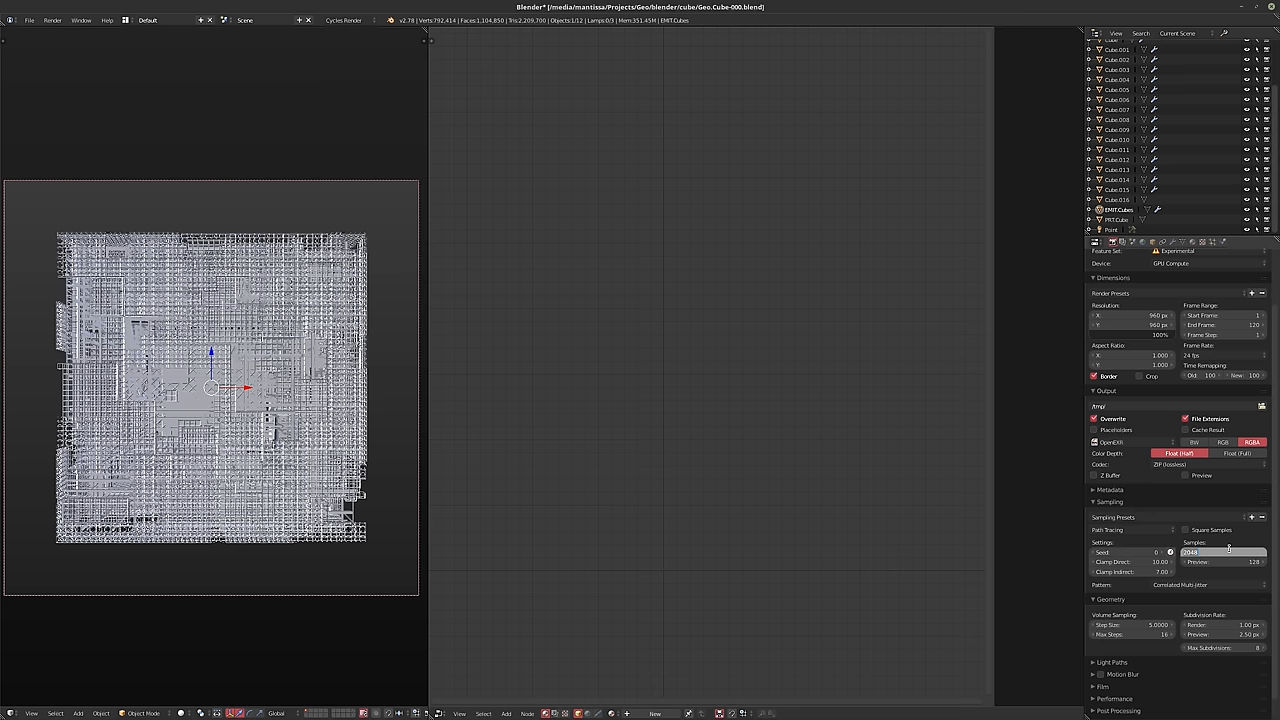 Blender* [/media/mantissa/Projects/Geo/blender/cube/Geo.Cube-000.blend]
File Render Window Help Default Scene Cycles Render v2.78 | Verts:792,414 | Faces:1,104,850 | Tris:2,209,700 | Objects:1/12 | Lamps:0/3 | Mem:351.45M | EMIT.Cubes
View Search Current Scene
Cube
Cube.001
Cube.002
Cube.003
Cube.004
Cube.005
Cube.006
Cube.007
Cube.008
Cube.009
Cube.010
Cube.011
Cube.012
Cube.013
Cube.014
Cube.015
Cube.016
EMIT.Cubes
PRT.Cube
Point
Feature Set: Experimental
Device: GPU Compute
Dimensions
Render Presets
Resolution: Frame Range:
X: 960 px Start Frame: 1
Y: 960 px End Frame: 120
100% Frame Step: 1
Aspect Ratio: Frame Rate:
X: 1.000 24 fps
Y: 1.000 Time Remapping:
Border Crop Old: 100 New: 100
Output
/tmp/
Overwrite File Extensions
Placeholders Cache Result
OpenEXR BW RGB RGBA
Color Depth: Float (Half) Float (Full)
Codec: ZIP (lossless)
Z Buffer Preview
Metadata
Sampling
Sampling Presets
Path Tracing Square Samples
Settings: Samples:
Seed: 0 2048
Clamp Direct: 10.00 Preview: 128
Clamp Indirect: 7.00
Pattern: Correlated Multi-Jitter
Geometry
Volume Sampling: Subdivision Rate:
Step Size: 5.0000 Render: 1.00 px
Max Steps: 16 Preview: 2.50 px
Max Subdivisions: 8
Light Paths
Motion Blur
Film
Performance
Post Processing
View Select Add Object Object Mode Global View Select Add Node New